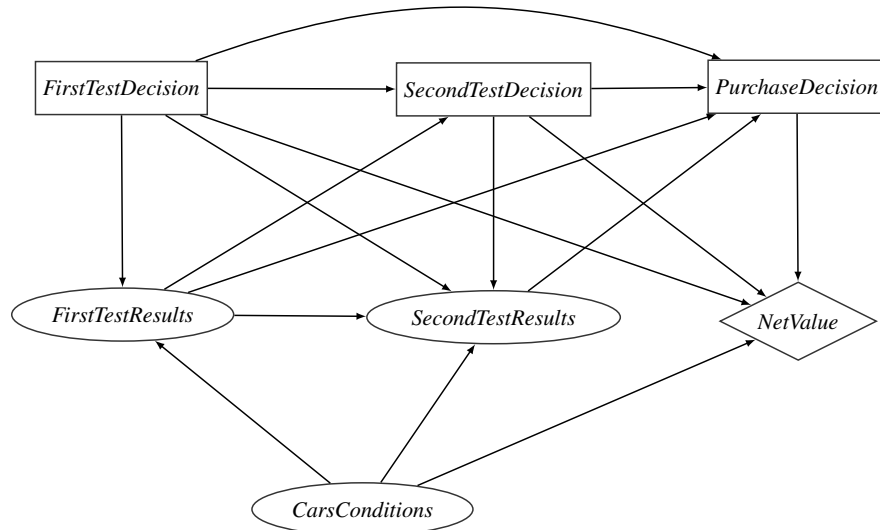 FirstTestDecision
SecondTestDecision
PurchaseDecision
FirstTestResults
SecondTestResults
NetValue
CarsConditions